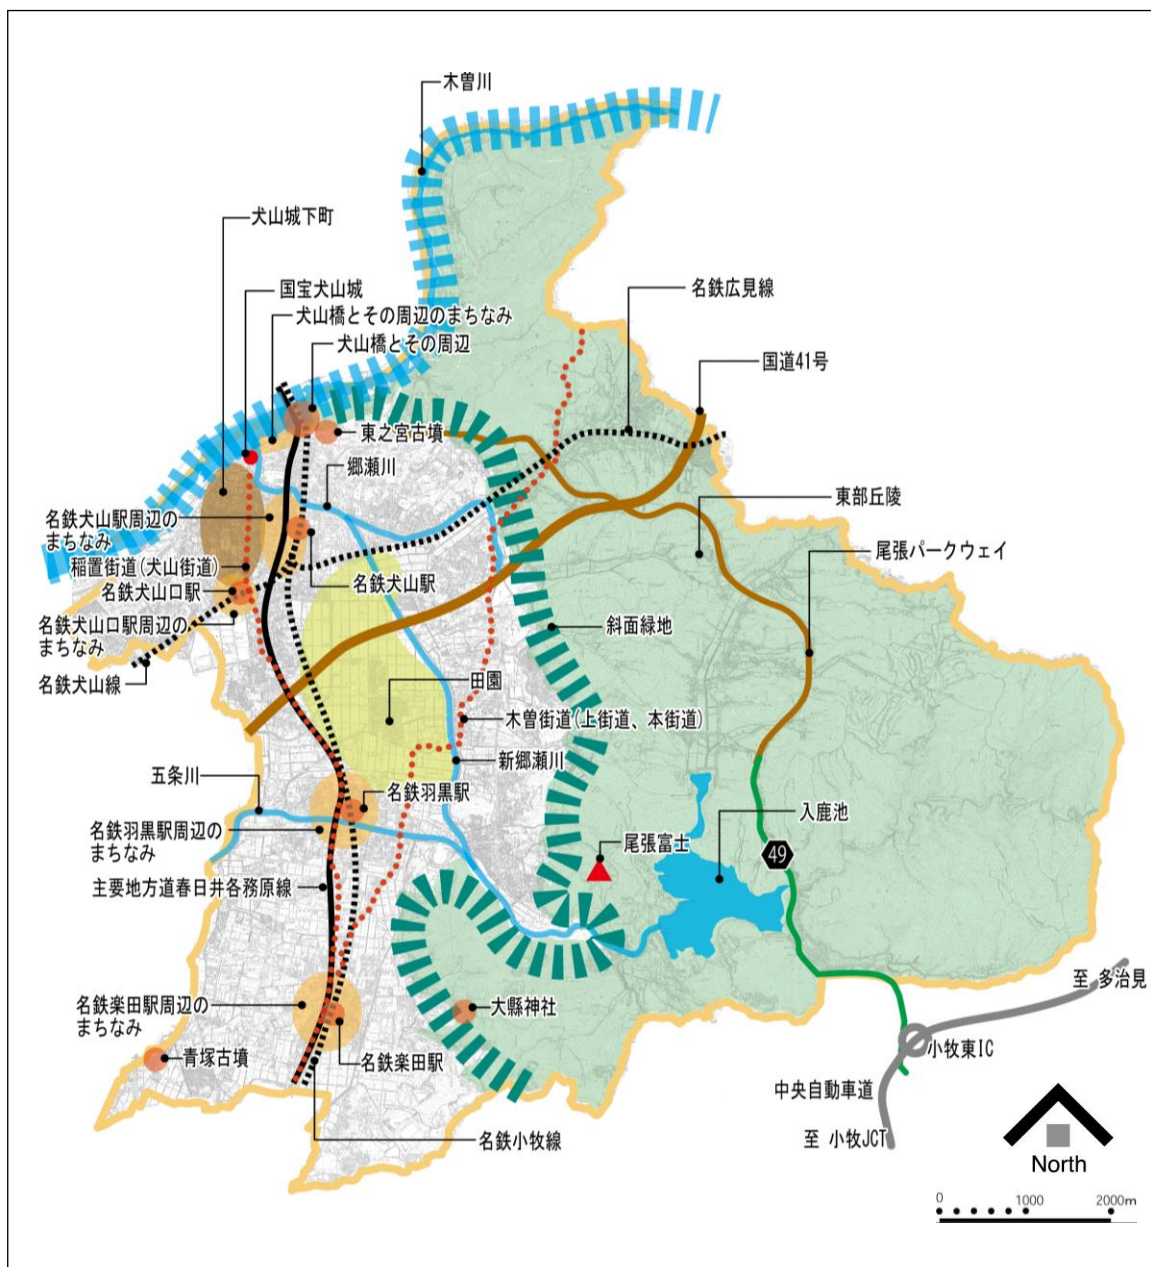 木曽川
犬山城下町
国宝犬山城
名鉄広見線
犬山橋とその周辺のまちなみ
犬山橋とその周辺
国道41号
東之宮古墳
郷瀬川
東部丘陵
名鉄犬山駅周辺の
まちなみ
尾張パークウェイ
稲置街道(犬山街道)
名鉄犬山駅
名鉄犬山口駅
名鉄犬山口駅周辺の
まちなみ
斜面緑地
名鉄犬山線
田園
木曽街道(上街道、本街道)
新郷瀬川
五条川
名鉄羽黒駅
入鹿池
名鉄羽黒駅周辺の
まちなみ
尾張富士
49
主要地方道春日井各務原線
至 多治見
名鉄楽田駅周辺の
まちなみ
大縣神社
小牧東IC
青塚古墳
名鉄楽田駅
中央自動車道
名鉄小牧線
至 小牧JCT
North
0 1000 2000m